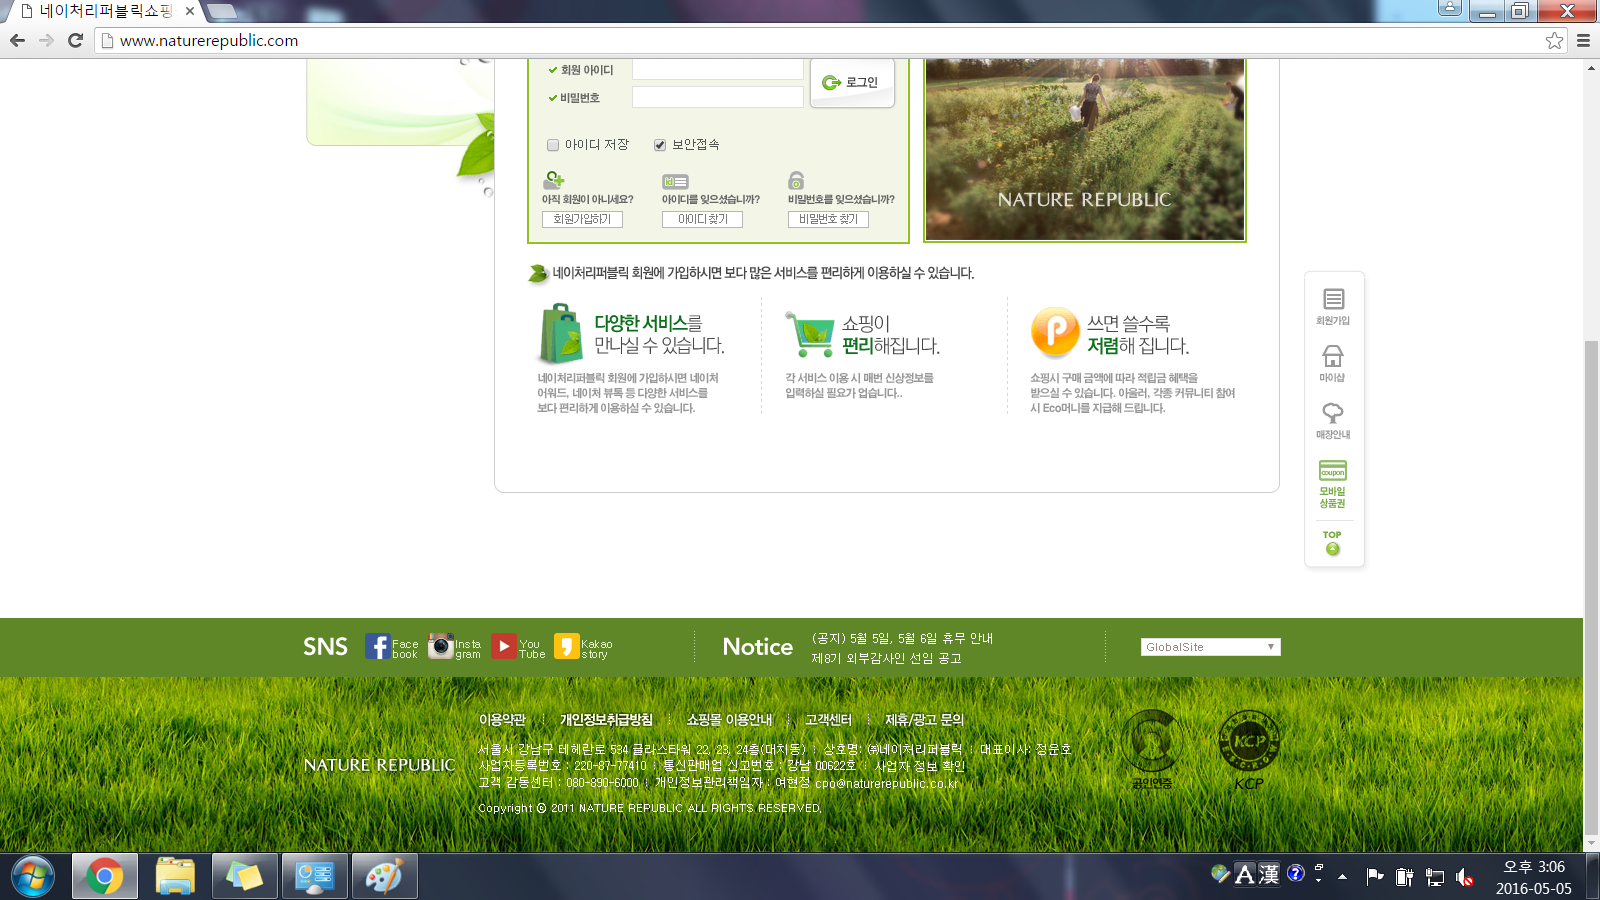 네이처리퍼블릭쇼핑
www.naturerepublic.com
회원 아이디
비밀번호
로그인
아이디 저장
보안접속
아직 회원이 아니세요?
회원가입하기
아이디를 잊으셨습니까?
아이디 찾기
비밀번호를 잊으셨습니까?
비밀번호 찾기
NATURE REPUBLIC
네이처리퍼블릭 회원에 가입하시면 보다 많은 서비스를 편리하게 이용하실 수 있습니다.
다양한 서비스를
만나실 수 있습니다.
네이처리퍼블릭 회원에 가입하시면 네이처
어워드, 네이처 뷰톡 등 다양한 서비스를
보다 편리하게 이용하실 수 있습니다.
쇼핑이
편리해집니다.
각 서비스 이용 시 매번 신상정보를
입력하실 필요가 없습니다..
P
쓰면 쓸수록
저렴해 집니다.
쇼핑시 구매 금액에 따라 적립금 혜택을
받으실 수 있습니다. 아울러, 각종 커뮤니티 참여
시 Eco머니를 지급해 드립니다.
회원가입
마이샵
매장안내
coupon
모바일
상품권
TOP
SNS
Face
book
Insta
gram
You
Tube
Kakao
story
Notice
(공지) 5월 5일, 5월 6일 휴무 안내
제8기 외부감사인 선임 공고
GlobalSite
이용약관
개인정보취급방침
쇼핑몰 이용안내
고객센터
제휴/광고 문의
NATURE REPUBLIC
서울시 강남구 테헤란로 534 글라스타워 22, 23, 24층(대치동) | 상호명: ㈜네이처리퍼블릭 | 대표이사: 정운호
사업자등록번호 : 220-87-77410 | 통신판매업 신고번호 : 강남 00622호 | 사업자 정보 확인
고객 감동센터 : 080-890-6000 | 개인정보관리책임자 : 여현정 cpo@naturerepublic.co.kr
Copyright ⓒ 2011 NATURE REPUBLIC ALL RIGHTS RESERVED.
공인인증
KCP
KCP
A 漢
오후 3:06
2016-05-05